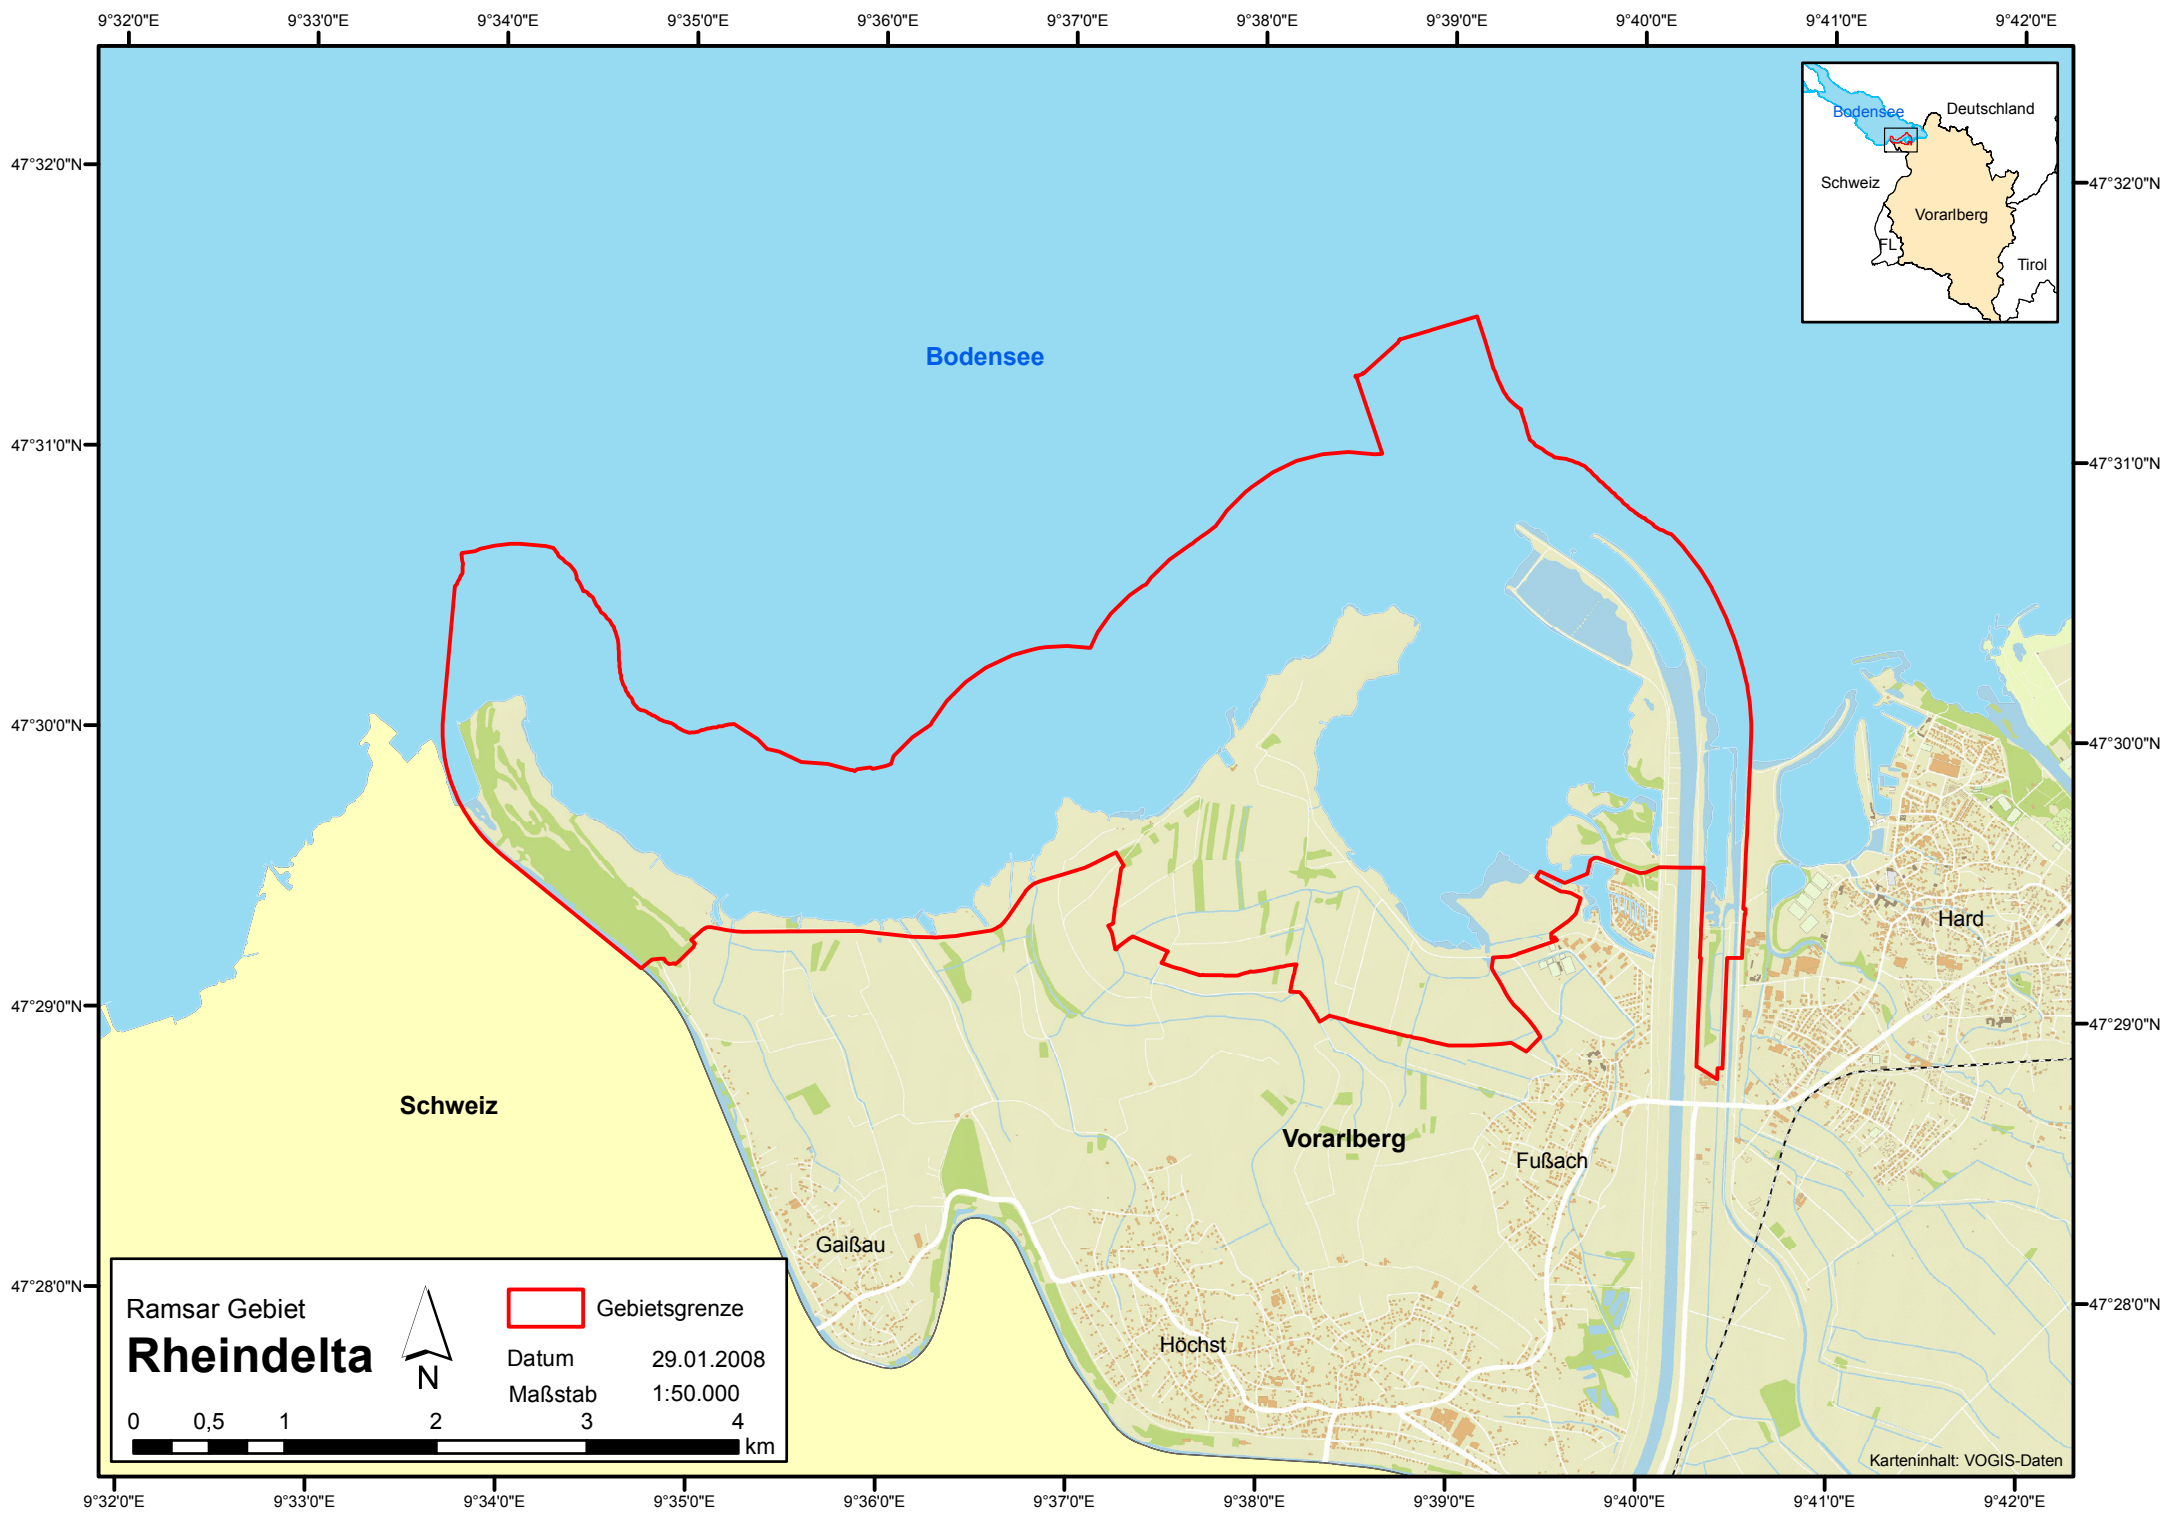 9°32'0"E 9°33'0"E 9°34'0"E 9°35'0"E 9°36'0"E 9°37'0"E 9°38'0"E 9°39'0"E 9°40'0"E 9°41'0"E 9°42'0"E
Bodensee
Deutschland
Schweiz
Vorarlberg
FL
Tirol
47°32'0"N
47°32'0"N
Bodensee
47°31'0"N
47°31'0"N
47°30'0"N
47°30'0"N
Hard
47°29'0"N
47°29'0"N
Schweiz
Vorarlberg
Fußach
Gaißau
47°28'0"N
47°28'0"N
Höchst
Ramsar Gebiet
Rheindelta
N
Gebietsgrenze
Datum 29.01.2008
Maßstab 1:50.000
0 0,5 1 2 3 4
km
Karteninhalt: VOGIS-Daten
9°32'0"E 9°33'0"E 9°34'0"E 9°35'0"E 9°36'0"E 9°37'0"E 9°38'0"E 9°39'0"E 9°40'0"E 9°41'0"E 9°42'0"E